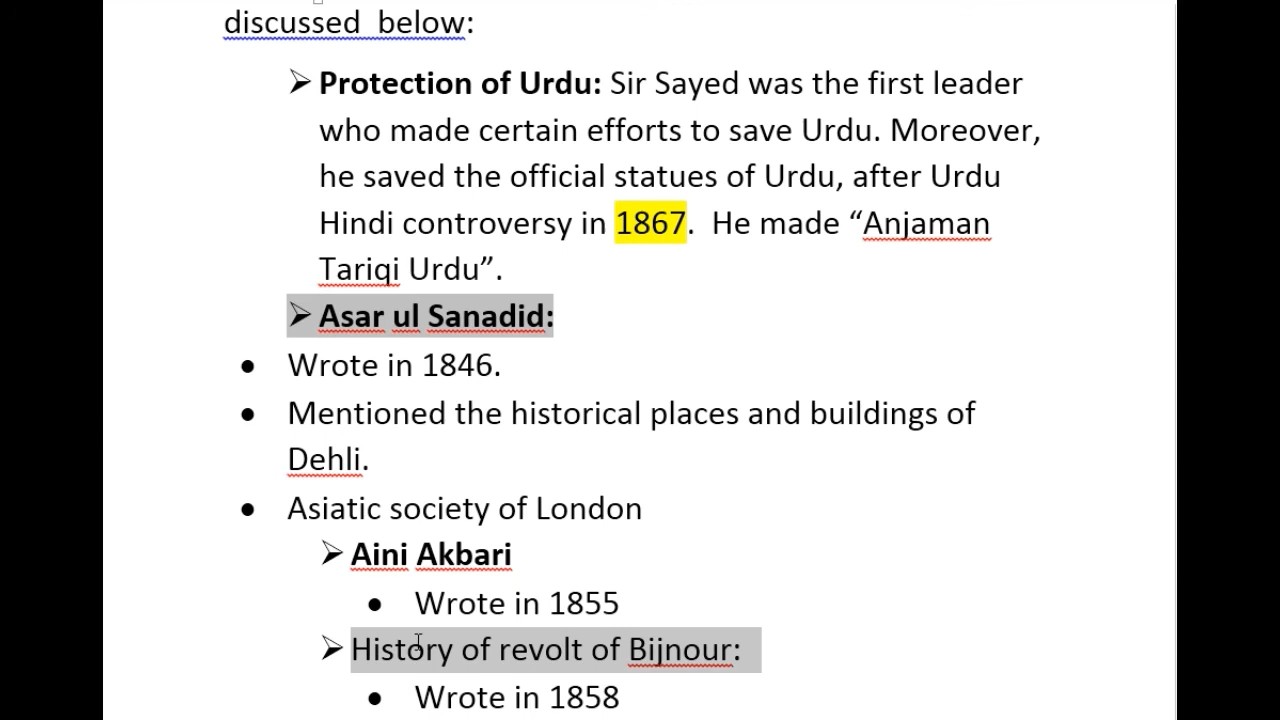 discussed  below:
➢ Protection of Urdu: Sir Sayed was the first leader
who made certain efforts to save Urdu. Moreover,
he saved the official statues of Urdu, after Urdu
Hindi controversy in 1867.  He made “Anjaman
Tariqi Urdu”.
➢ Asar ul Sanadid:
• Wrote in 1846.
• Mentioned the historical places and buildings of
Dehli.
• Asiatic society of London
➢ Aini Akbari
• Wrote in 1855
➢ History of revolt of Bijnour:
• Wrote in 1858